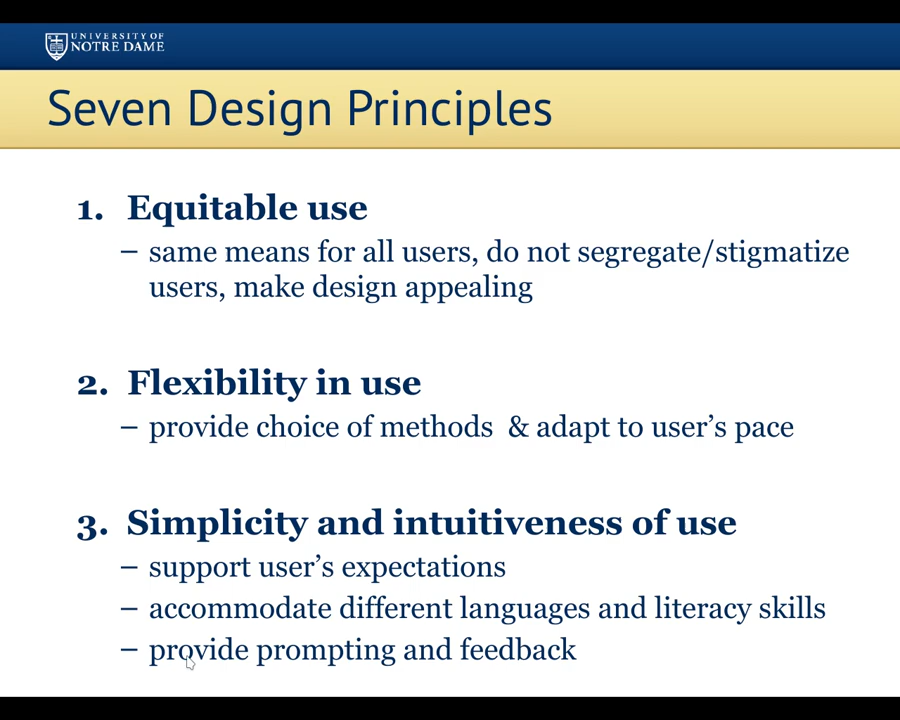 UNIVERSITY OF
NOTRE DAME
Seven Design Principles
1. Equitable use
– same means for all users, do not segregate/stigmatize
users, make design appealing
2. Flexibility in use
– provide choice of methods & adapt to user's pace
3. Simplicity and intuitiveness of use
– support user's expectations
– accommodate different languages and literacy skills
– provide prompting and feedback